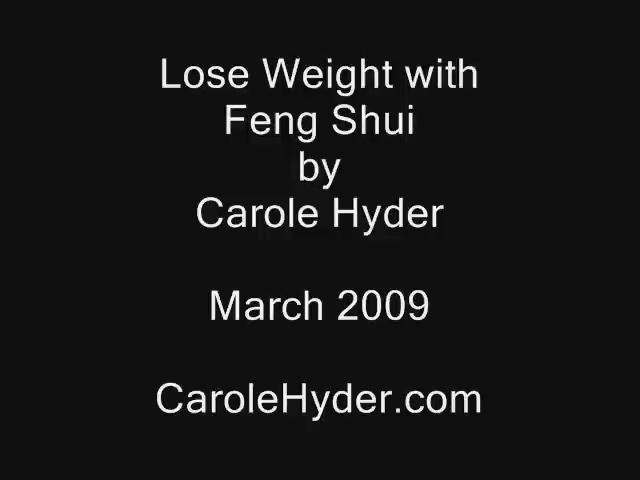 Lose Weight with
Feng Shui
by
Carole Hyder
March 2009
CaroleHyder.com